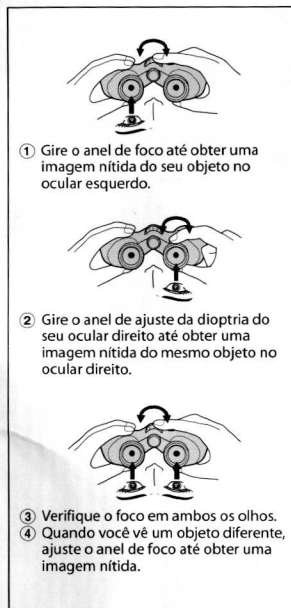 ① Gire o anel de foco até obter uma
imagem nítida do seu objeto no
ocular esquerdo.
② Gire o anel de ajuste da dioptria do
seu ocular direito até obter uma
imagem nítida do mesmo objeto no
ocular direito.
③ Verifique o foco em ambos os olhos.
④ Quando você vê um objeto diferente,
ajuste o anel de foco até obter uma
imagem nítida.